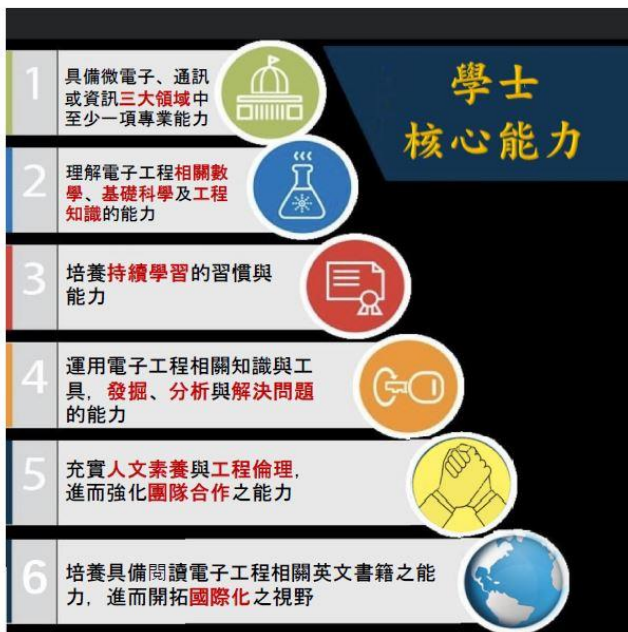 學士
核心能力
1
具備微電子、通訊
或資訊三大領域中
至少一項專業能力
2
理解電子工程相關數
學、基礎科學及工程
知識的能力
3
培養持續學習的習慣與
能力
4
運用電子工程相關知識與工
具，發掘、分析與解決問題
的能力
5
充實人文素養與工程倫理，
進而強化團隊合作之能力
6
培養具備閱讀電子工程相關英文書籍之能
力，進而開拓國際化之視野